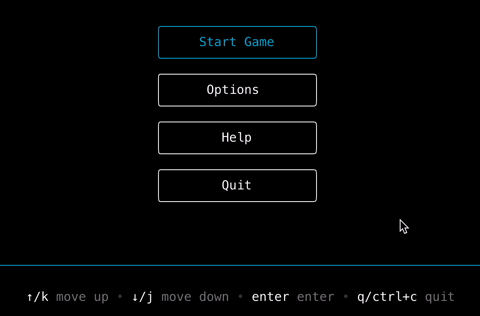 Start Game
Options
Help
Quit
↑/k move up • ↓/j move down • enter enter • q/ctrl+c quit